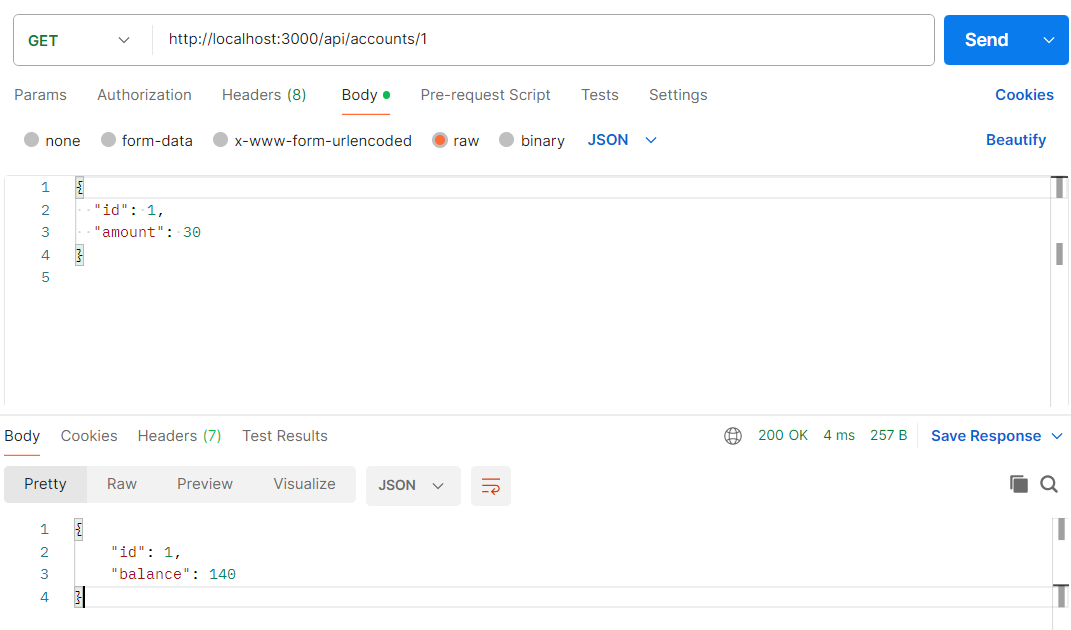 GET http://localhost:3000/api/accounts/1 Send
Params Authorization Headers (8) Body Pre-request Script Tests Settings Cookies
none form-data x-www-form-urlencoded raw binary JSON Beautify
1 {
2 "id": 1,
3 "amount": 30
4 }
5
Body Cookies Headers (7) Test Results 200 OK 4 ms 257 B Save Response
Pretty Raw Preview Visualize JSON
1 {
2 "id": 1,
3 "balance": 140
4 }